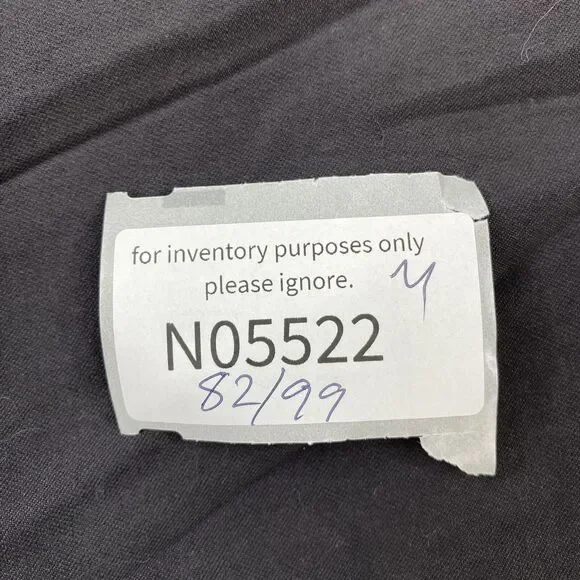 for inventory purposes only
please ignore.
N05522
82/99